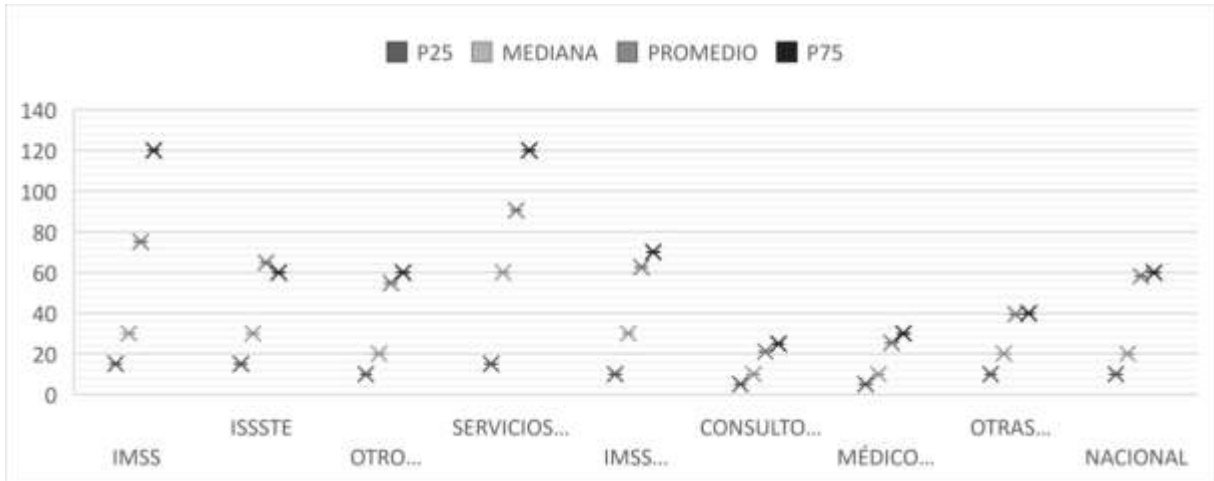 P25 MEDIANA PROMEDIO P75
140
120
100
80
60
40
20
0
ISSSTE SERVICIOS... CONSULTO... OTRAS...
IMSS OTRO... IMSS... MÉDICO... NACIONAL